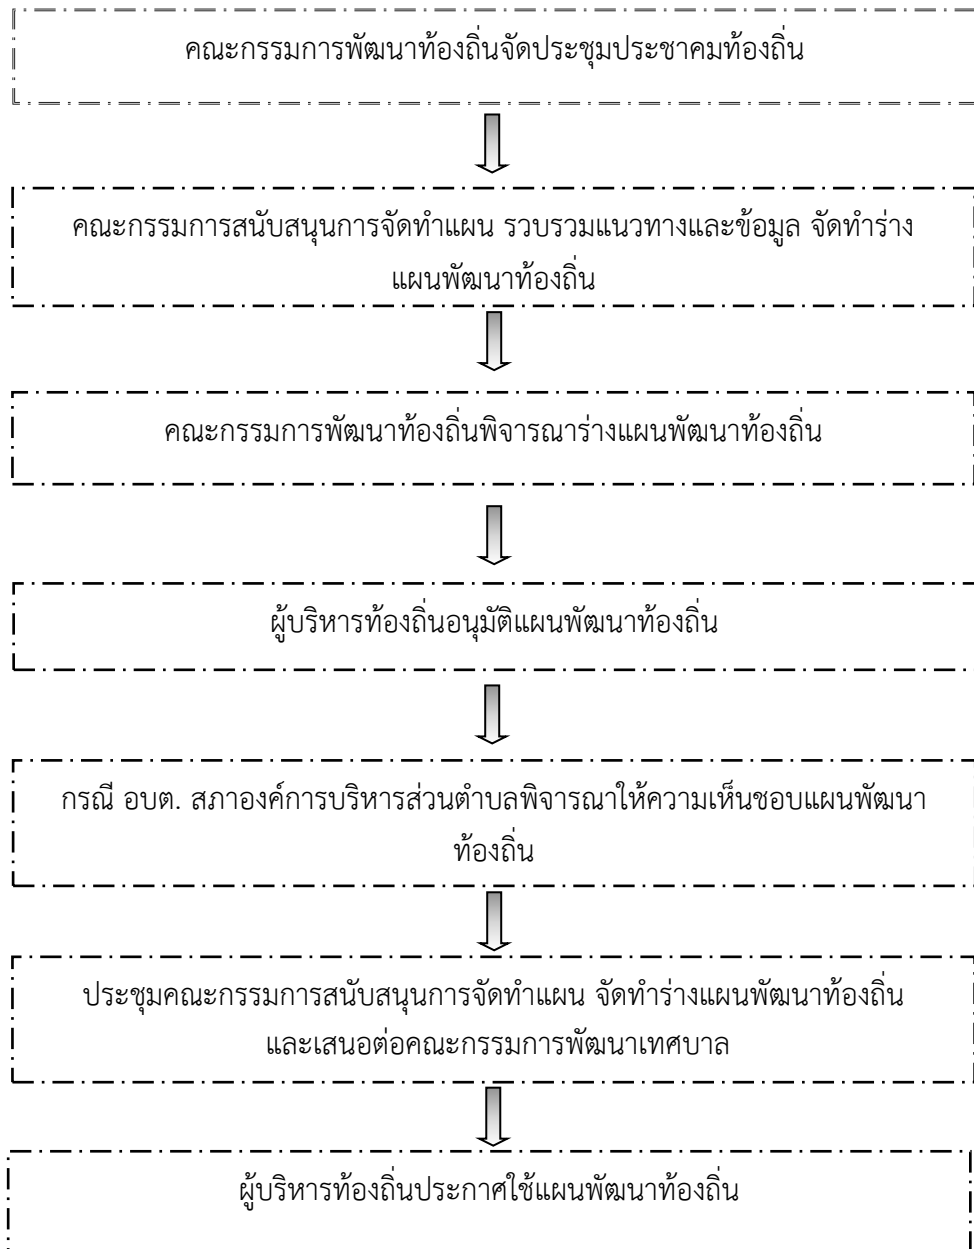 คณะกรรมการพัฒนาท้องถิ่นจัดประชุมประชาคมท้องถิ่น
คณะกรรมการสนับสนุนการจัดทำแผน รวบรวมแนวทางและข้อมูล จัดทำร่าง
แผนพัฒนาท้องถิ่น
คณะกรรมการพัฒนาท้องถิ่นพิจารณาร่างแผนพัฒนาท้องถิ่น
ผู้บริหารท้องถิ่นอนุมัติแผนพัฒนาท้องถิ่น
กรณี อบต. สภาองค์การบริหารส่วนตำบลพิจารณาให้ความเห็นชอบแผนพัฒนา
ท้องถิ่น
ประชุมคณะกรรมการสนับสนุนการจัดทำแผน จัดทำร่างแผนพัฒนาท้องถิ่น
และเสนอต่อคณะกรรมการพัฒนาเทศบาล
ผู้บริหารท้องถิ่นประกาศใช้แผนพัฒนาท้องถิ่น